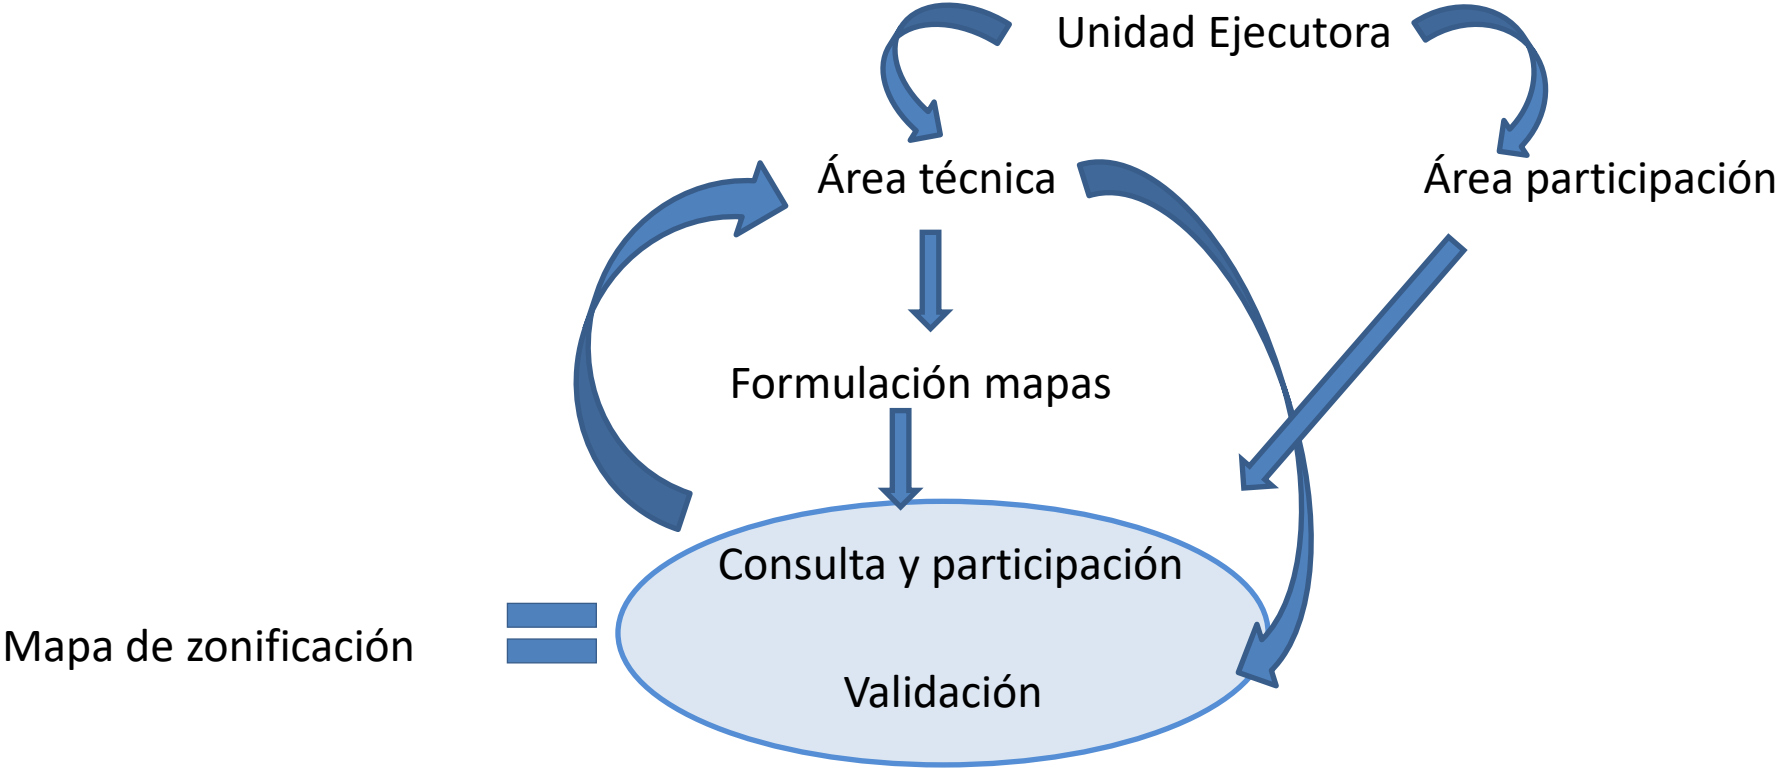 Unidad Ejecutora
Área técnica
Área participación
Formulación mapas
Consulta y participación
Mapa de zonificación
Validación